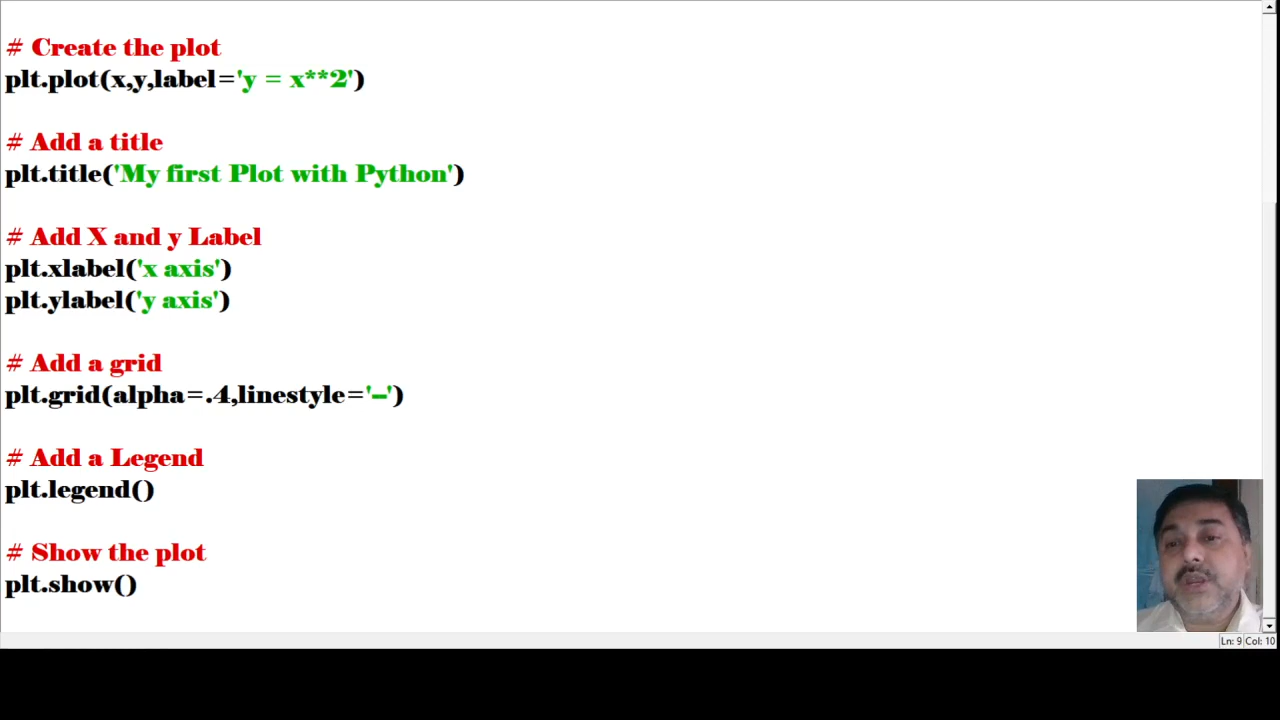 # Create the plot
plt.plot(x,y,label='y = x**2')
# Add a title
plt.title('My first Plot with Python')
# Add X and y Label
plt.xlabel('x axis')
plt.ylabel('y axis')
# Add a grid
plt.grid(alpha=.4,linestyle='--')
# Add a Legend
plt.legend()
# Show the plot
plt.show()
Ln: 9 Col: 10